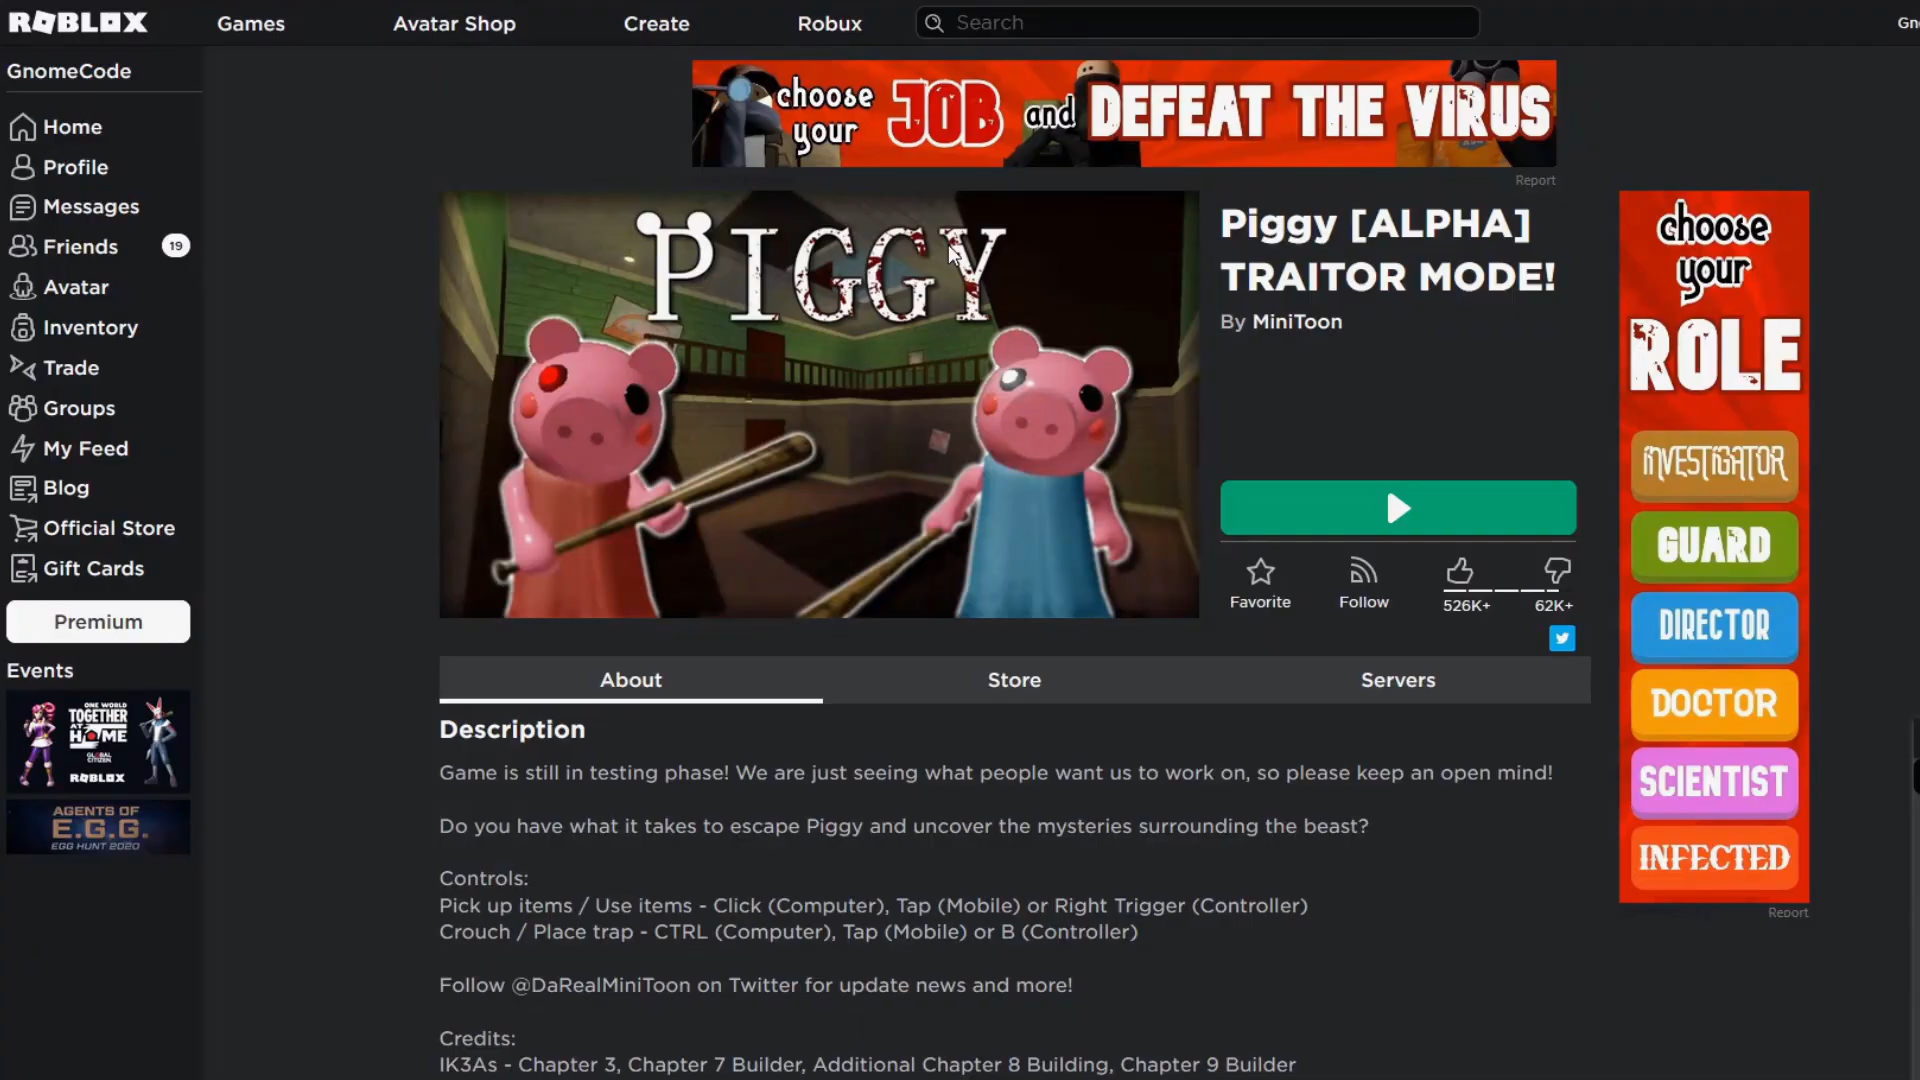 ROBLOX
Games
Avatar Shop
Create
Robux
Search
Gn
GnomeCode
Home
Profile
Messages
Friends
19
Avatar
Inventory
Trade
Groups
My Feed
Blog
Official Store
Gift Cards
Premium
Events
ONE WORLD
TOGETHER
AT HOME
GLOBAL
CITIZEN
ROBLOX
AGENTS OF
E.G.G.
EGG HUNT 2020
choose
your
JOB and DEFEAT THE VIRUS
Report
PIGGY
Piggy [ALPHA]
TRAITOR MODE!
By MiniToon
Favorite
Follow
526K+
62K+
About
Store
Servers
Description
Game is still in testing phase! We are just seeing what people want us to work on, so please keep an open mind!
Do you have what it takes to escape Piggy and uncover the mysteries surrounding the beast?
Controls:
Pick up items / Use items - Click (Computer), Tap (Mobile) or Right Trigger (Controller)
Crouch / Place trap - CTRL (Computer), Tap (Mobile) or B (Controller)
Follow @DaRealMiniToon on Twitter for update news and more!
Credits:
IK3As - Chapter 3, Chapter 7 Builder, Additional Chapter 8 Building, Chapter 9 Builder
choose
your
ROLE
INVESTIGATOR
GUARD
DIRECTOR
DOCTOR
SCIENTIST
INFECTED
Report